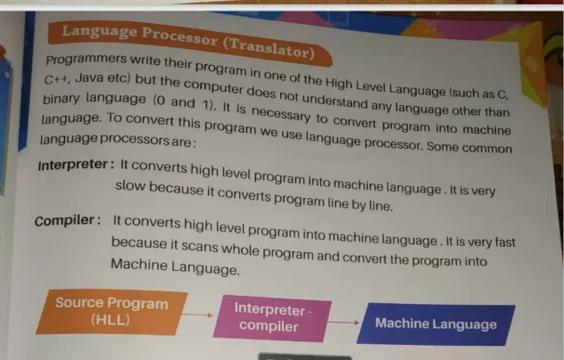 Language Processor (Translator)
Programmers write their program in one of the High Level Language (such as C,
C++, Java etc) but the computer does not understand any language other than
binary language (0 and 1). It is necessary to convert program into machine
language. To convert this program we use language processor. Some common
language processors are :
Interpreter : It converts high level program into machine language . It is very
slow because it converts program line by line.
Compiler : It converts high level program into machine language . It is very fast
because it scans whole program and convert the program into
Machine Language.
Source Program
(HLL)
Interpreter -
compiler
Machine Language